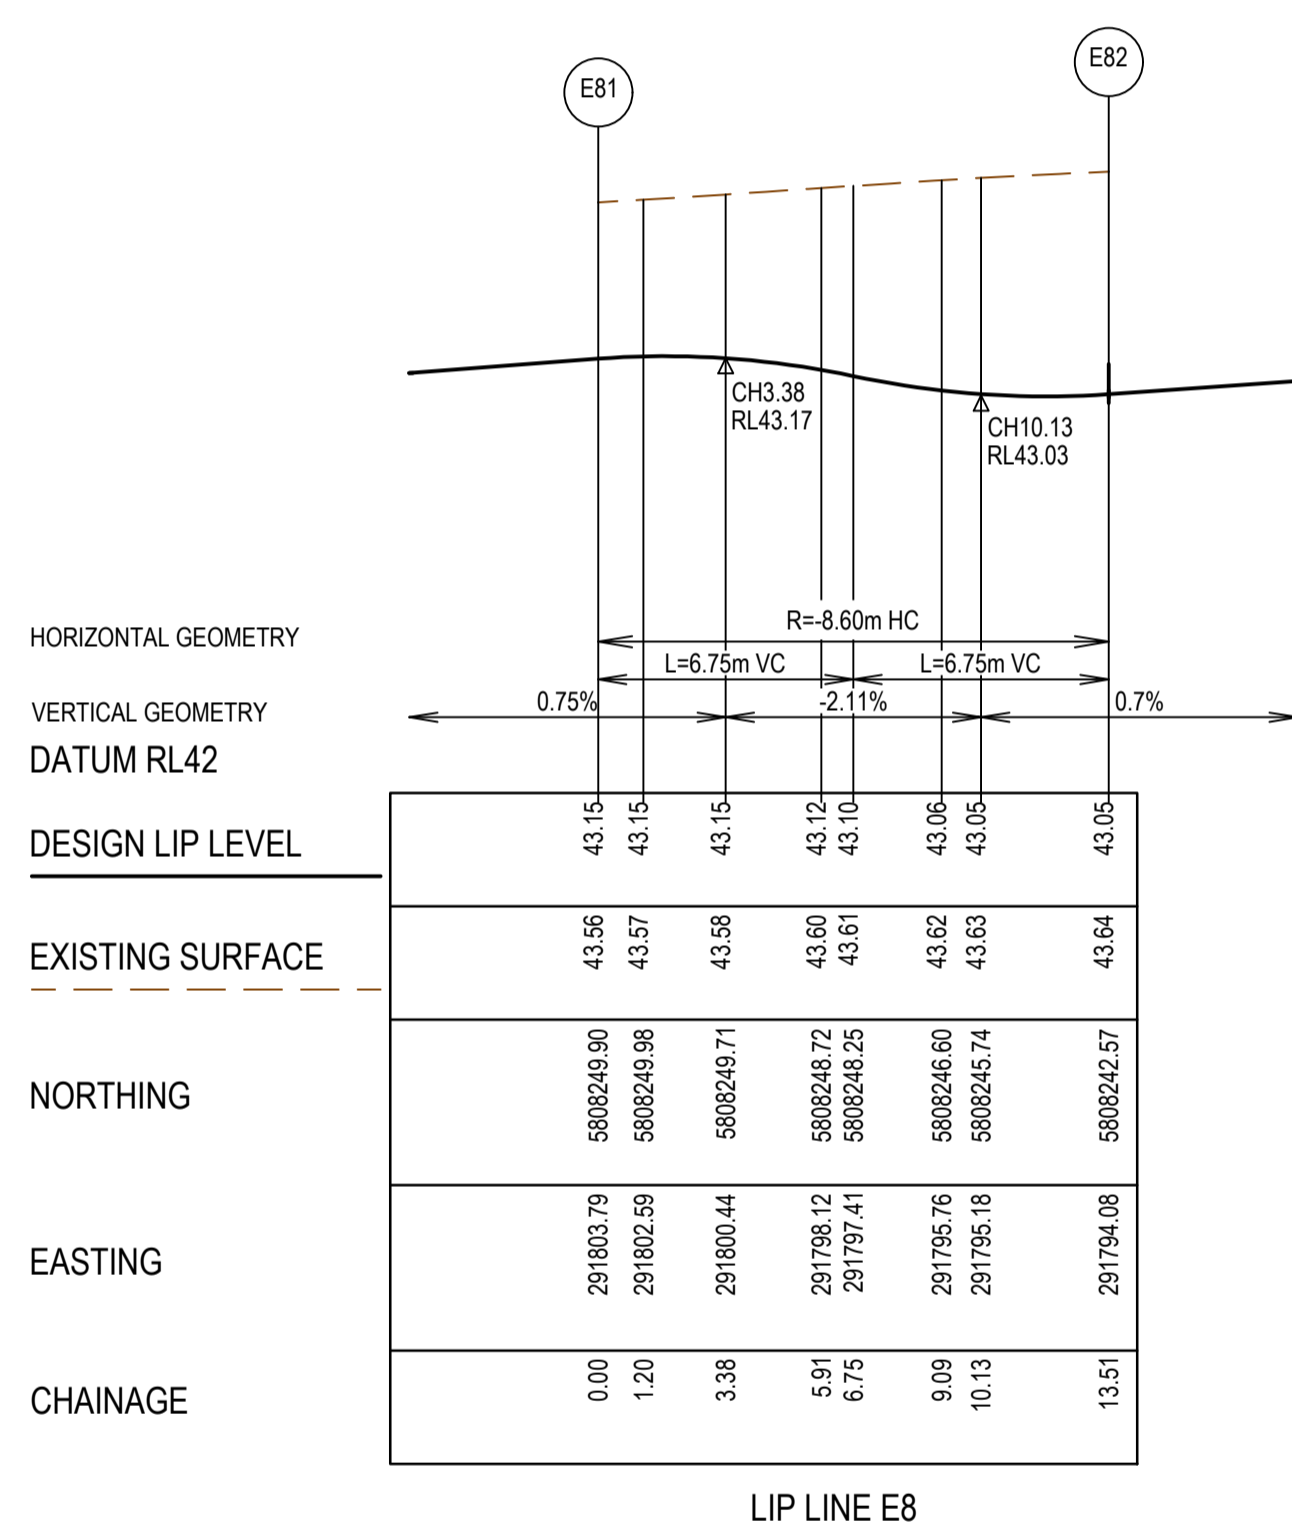 E81
E82
CH3.38
RL43.17
CH10.13
RL43.03
HORIZONTAL GEOMETRY
R=-8.60m HC
L=6.75m VC
L=6.75m VC
VERTICAL GEOMETRY
0.75%
-2.11%
0.7%
DATUM RL42
DESIGN LIP LEVEL
43.15 43.15 43.15 43.12 43.10 43.06 43.05 43.05
EXISTING SURFACE
43.56 43.57 43.58 43.60 43.61 43.62 43.63 43.64
NORTHING
5808249.90 5808249.98 5808249.71 5808248.72 5808248.25 5808246.60 5808245.74 5808242.57
EASTING
291803.79 291802.59 291800.44 291798.12 291797.41 291795.76 291795.18 291794.08
CHAINAGE
0.00 1.20 3.38 5.91 6.75 9.09 10.13 13.51
LIP LINE E8